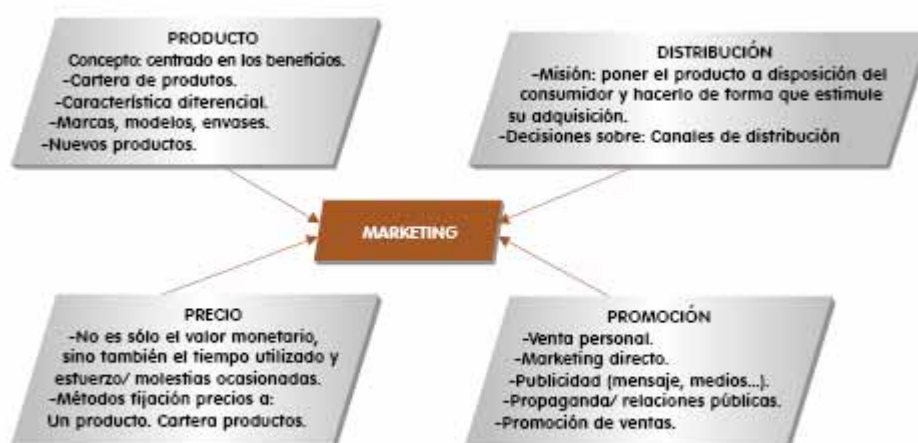 PRODUCTO
Concepto: centrado en los beneficios.
-Cartera de produtos.
-Característica diferencial.
-Marcas, modelos, envases.
-Nuevos productos.
DISTRIBUCIÓN
-Misión: poner el producto a disposición del
consumidor y hacerlo de forma que estimule
su adquisición.
-Decisiones sobre: Canales de distribución
MARKETING
PRECIO
-No es sólo el valor monetario,
sino también el tiempo utilizado y
esfuerzo/ molestias ocasionadas.
-Métodos fijación precios a:
Un producto. Cartera productos.
PROMOCIÓN
-Venta personal.
-Marketing directo.
-Publicidad (mensaje, medios...).
-Propaganda/ relaciones públicas.
-Promoción de ventas.